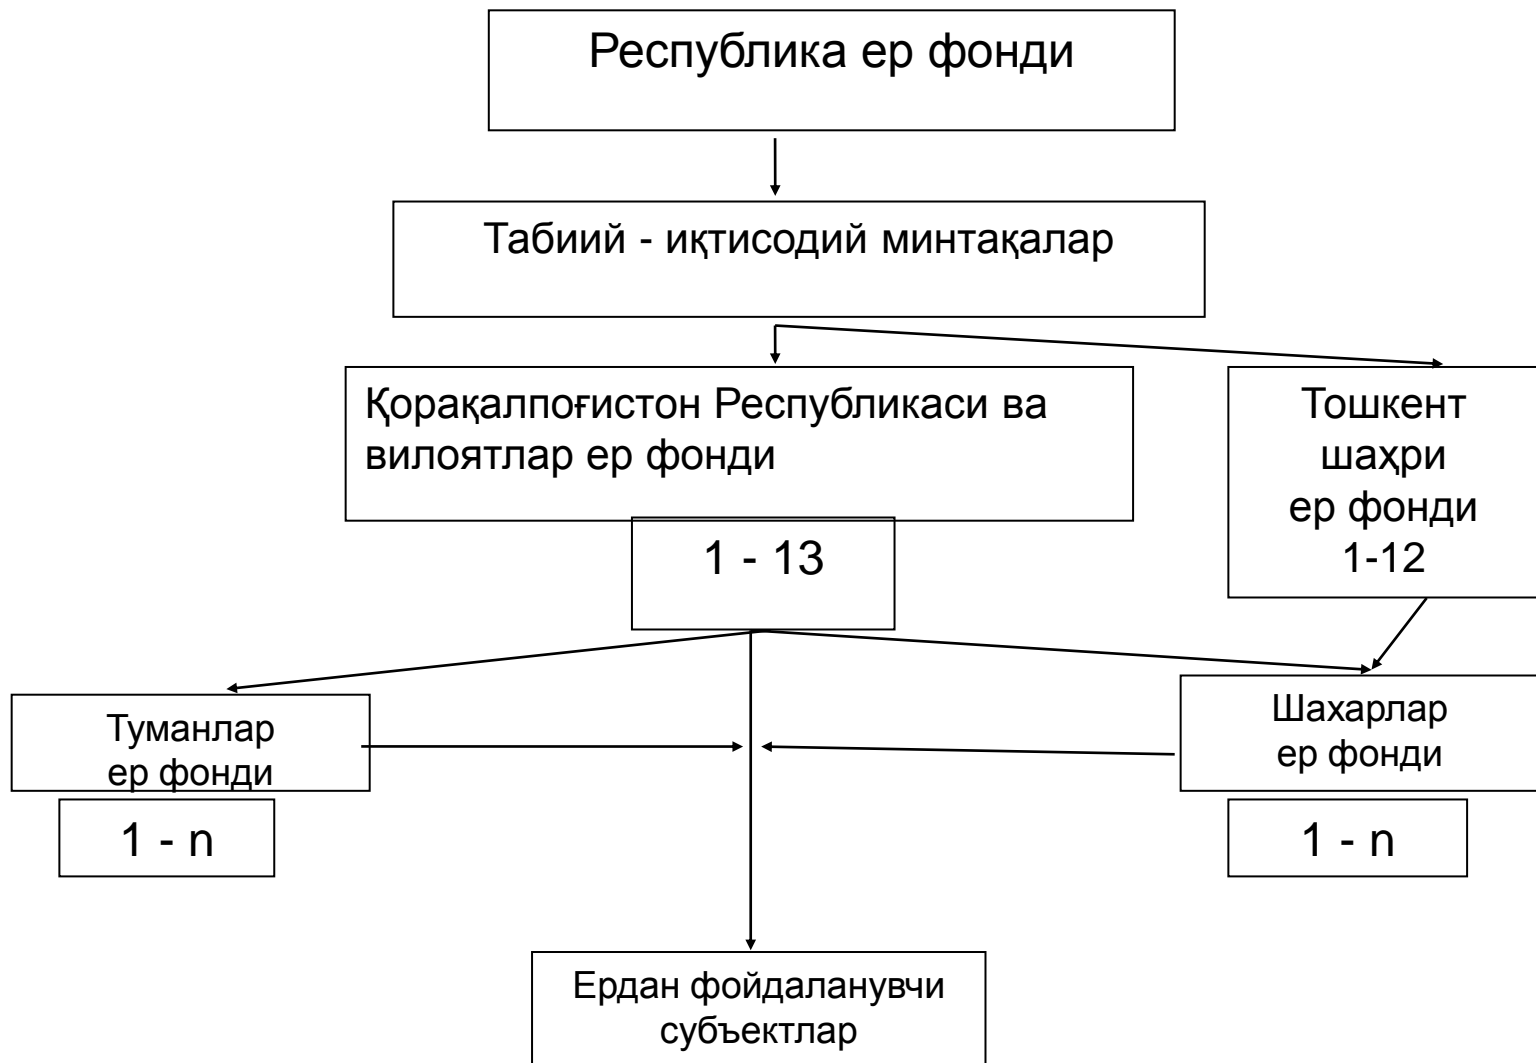 Республика ер фонди
Табиий - иқтисодий минтақалар
Қорақалпоғистон Республикаси ва
вилоятлар ер фонди
1 - 13
Тошкент
шаҳри
ер фонди
1-12
Туманлар
ер фонди
1 - n
Шахарлар
ер фонди
1 - n
Ердан фойдаланувчи
субъектлар